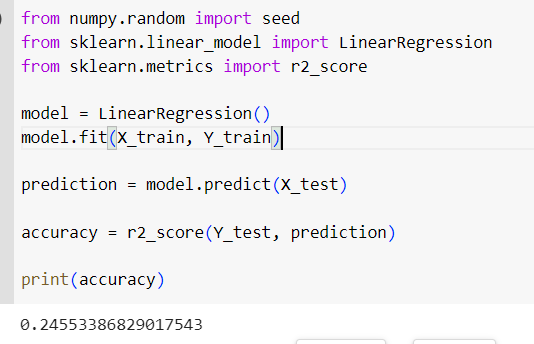 from numpy.random import seed
from sklearn.linear_model import LinearRegression
from sklearn.metrics import r2_score
model = LinearRegression()
model.fit(X_train, Y_train)
prediction = model.predict(X_test)
accuracy = r2_score(Y_test, prediction)
print(accuracy)
0.24553386829017543